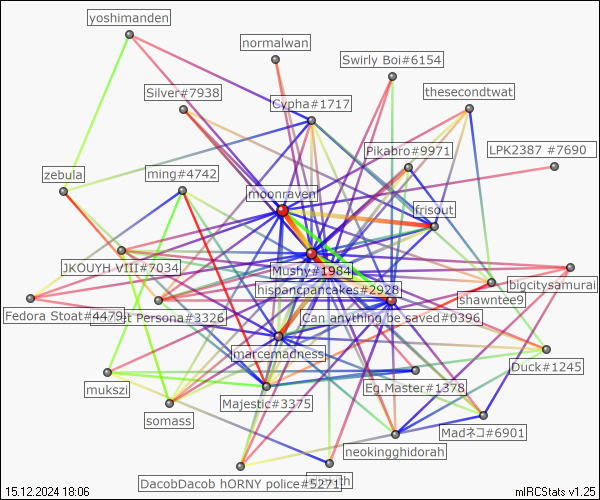 yoshimanden
normalwan
Swirly Boi#6154
Silver#7938
thesecondtwat
Cypha#1717
Pikabro#9971
LPK2387 #7690
zebula
ming#4742
moonraven
frisout
JKOUYH VIII#7034
Mushy#1984
hispancpancakes#2928
bigcitysamurai
shawntee9
Fedora Stoat#4479
Persona#3326
Can anything be saved#0396
marcemadness
Duck#1245
mukszi
Majestic#3375
Eg.Master#1378
somass
Madネコ#6901
neokingghidorah
DacobDacob hORNY police#5271
15.12.2024 18:06
mIRCStats v1.25